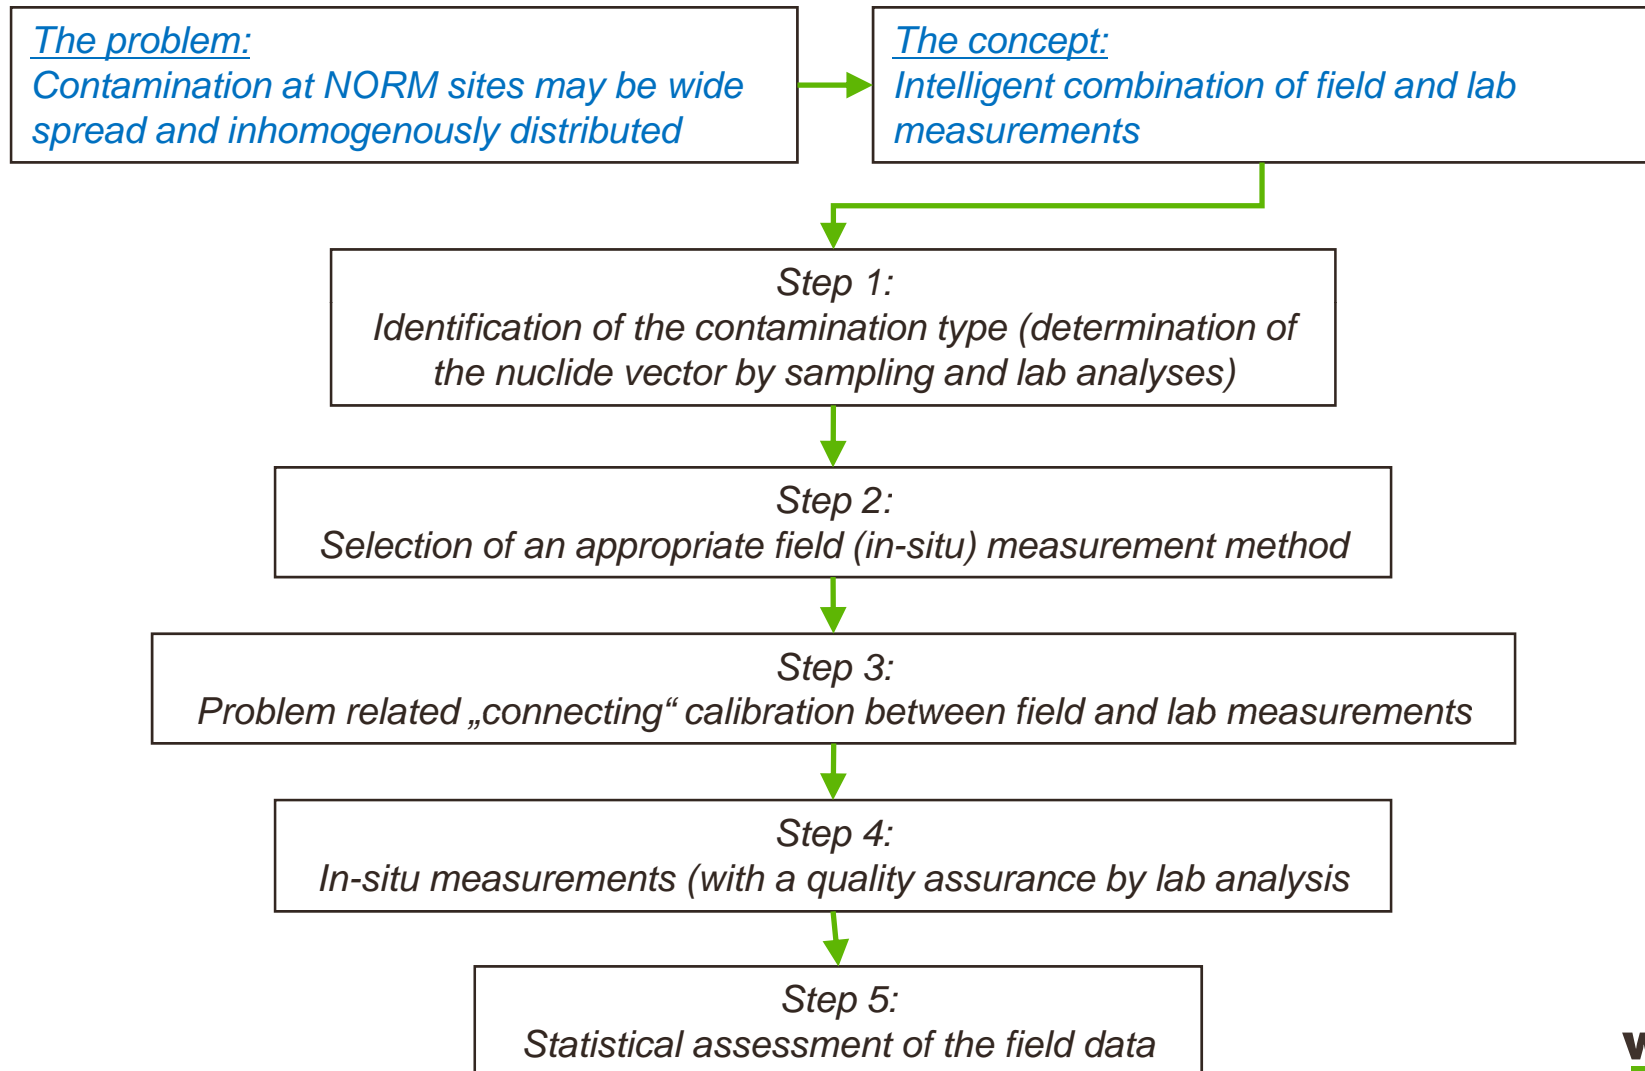 The problem:
Contamination at NORM sites may be wide
spread and inhomogenously distributed
The concept:
Intelligent combination of field and lab
measurements
Step 1:
Identification of the contamination type (determination of
the nuclide vector by sampling and lab analyses)
Step 2:
Selection of an appropriate field (in-situ) measurement method
Step 3:
Problem related „connecting“ calibration between field and lab measurements
Step 4:
In-situ measurements (with a quality assurance by lab analysis
Step 5:
Statistical assessment of the field data